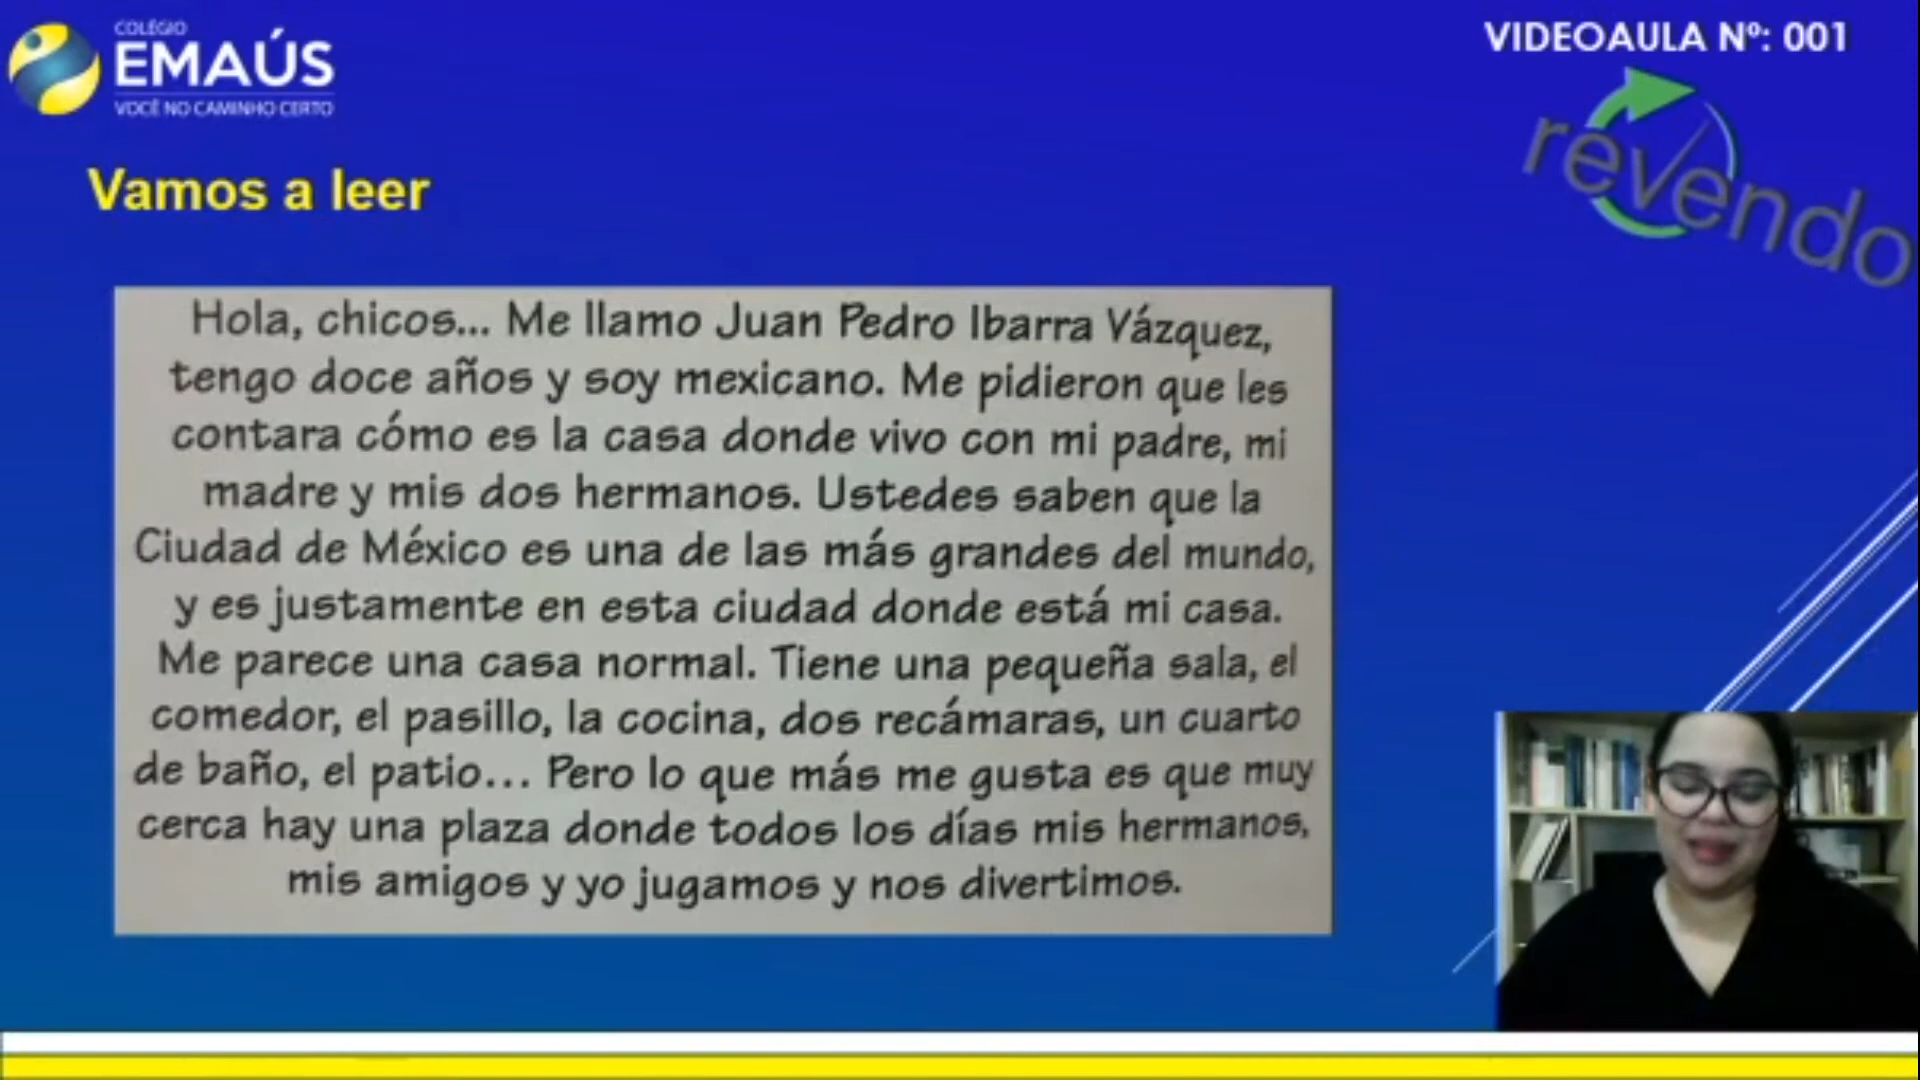 COLÉGIO
EMAÚS
VOCÊ NO CAMINHO CERTO
VIDEOAULA Nº: 001
revendo
Vamos a leer
Hola, chicos... Me llamo Juan Pedro Ibarra Vázquez,
tengo doce años y soy mexicano. Me pidieron que les
contara cómo es la casa donde vivo con mi padre, mi
madre y mis dos hermanos. Ustedes saben que la
Ciudad de México es una de las más grandes del mundo,
y es justamente en esta ciudad donde está mi casa.
Me parece una casa normal. Tiene una pequeña sala, el
comedor, el pasillo, la cocina, dos recámaras, un cuarto
de baño, el patio... Pero lo que más me gusta es que muy
cerca hay una plaza donde todos los días mis hermanos,
mis amigos y yo jugamos y nos divertimos.